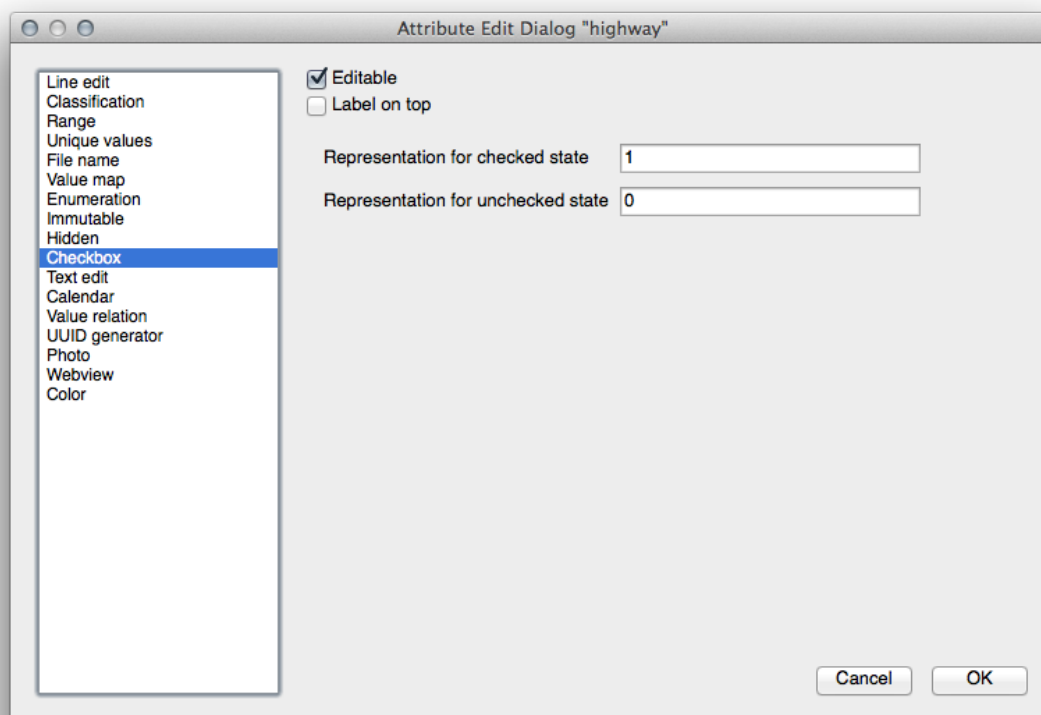 Attribute Edit Dialog "highway"
Line edit
Classification
Range
Unique values
File name
Value map
Enumeration
Immutable
Hidden
Checkbox
Text edit
Calendar
Value relation
UUID generator
Photo
Webview
Color
Editable
Label on top
Representation for checked state 1
Representation for unchecked state 0
Cancel OK